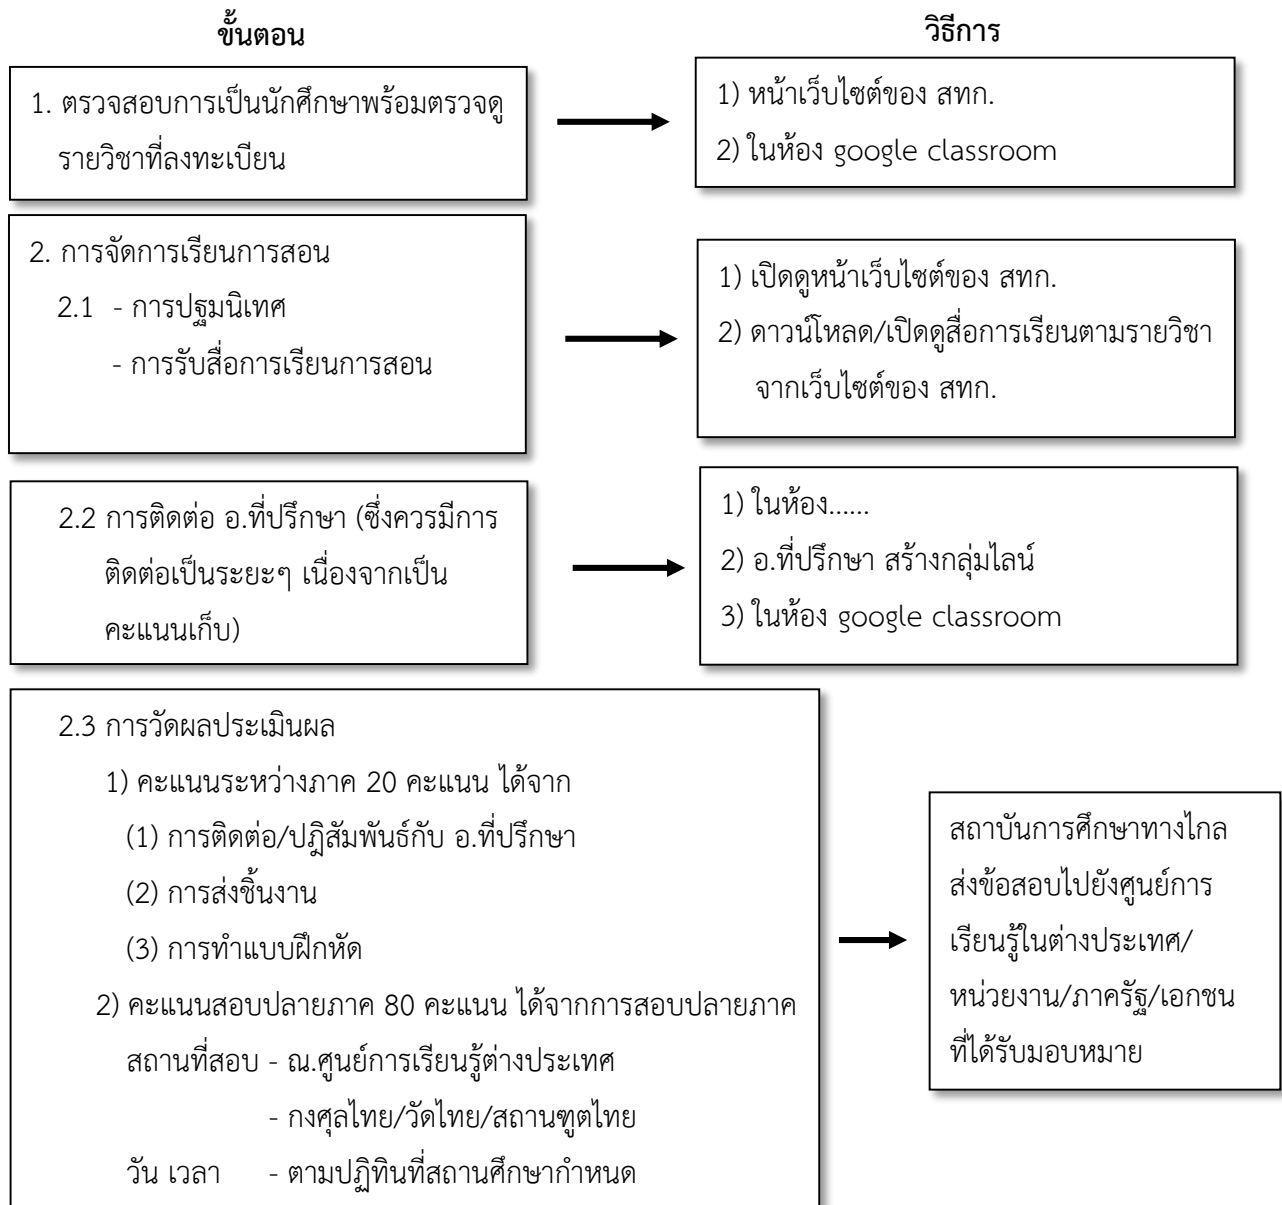 ขั้นตอน
วิธีการ
1. ตรวจสอบการเป็นนักศึกษาพร้อมตรวจดู
รายวิชาที่ลงทะเบียน
1) หน้าเว็บไซต์ของ สทก.
2) ในห้อง google classroom
2. การจัดการเรียนการสอน
2.1 - การปฐมนิเทศ
- การรับสื่อการเรียนการสอน
1) เปิดดูหน้าเว็บไซต์ของ สทก.
2) ดาวน์โหลด/เปิดดูสื่อการเรียนตามรายวิชา
จากเว็บไซต์ของ สทก.
2.2 การติดต่อ อ.ที่ปรึกษา (ซึ่งควรมีการ
ติดต่อเป็นระยะๆ เนื่องจากเป็น
คะแนนเก็บ)
1) ในห้อง......
2) อ.ที่ปรึกษา สร้างกลุ่มไลน์
3) ในห้อง google classroom
2.3 การวัดผลประเมินผล
1) คะแนนระหว่างภาค 20 คะแนน ได้จาก
(1) การติดต่อ/ปฎิสัมพันธ์กับ อ.ที่ปรึกษา
(2) การส่งชิ้นงาน
(3) การทำแบบฝึกหัด
2) คะแนนสอบปลายภาค 80 คะแนน ได้จากการสอบปลายภาค
สถานที่สอบ - ณ.ศูนย์การเรียนรู้ต่างประเทศ
- กงศุลไทย/วัดไทย/สถานฑูตไทย
วัน เวลา - ตามปฏิทินที่สถานศึกษากำหนด
สถาบันการศึกษาทางไกล
ส่งข้อสอบไปยังศูนย์การ
เรียนรู้ในต่างประเทศ/
หน่วยงาน/ภาครัฐ/เอกชน
ที่ได้รับมอบหมาย